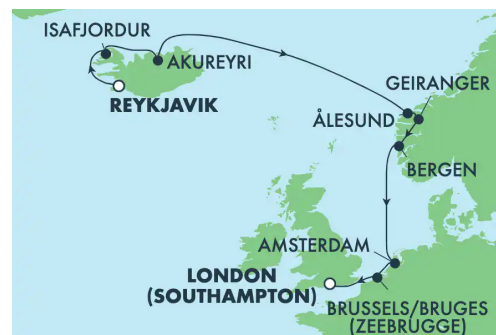 ISAFJORDUR
AKUREYRI
REYKJAVIK
GEIRANGER
ÅLESUND
BERGEN
AMSTERDAM
LONDON
(SOUTHAMPTON)
BRUSSELS/BRUGES
(ZEEBRUGGE)